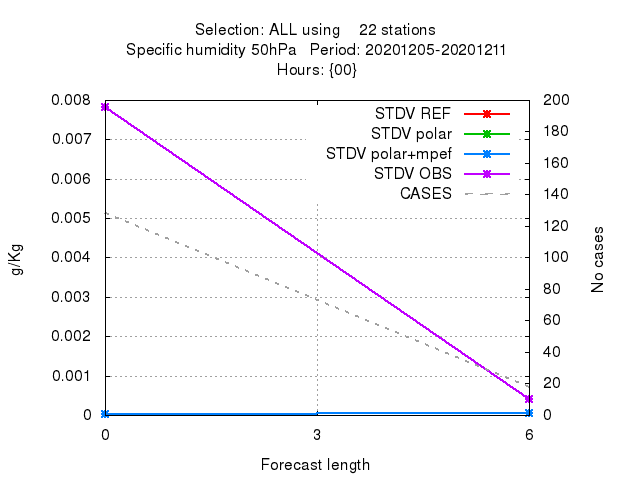 Selection: ALL using 22 stations
Specific humidity 50hPa Period: 20201205-20201211
Hours: {00}
0.008 200
180
0.007
160
0.006
140
0.005 120
0.004 100
80
0.003
60
0.002
40
0.001 20
0 0
STDV REF
STDV polar
STDV polar+mpef
STDV OBS
CASES
g/Kg
No cases
0 3 6
Forecast length